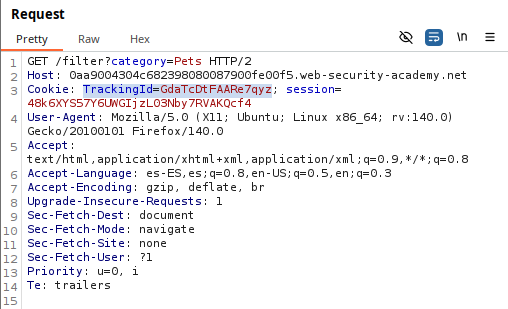 Request
Pretty Raw Hex \n
1 GET /filter?category=Pets HTTP/2
2 Host: 0aa9004304c682398080087900fe00f5.web-security-academy.net
3 Cookie: TrackingId=GdaTcDtFAARe7qyz; session=
48k6XYS57Y6UWGIjzL03Nby7RVAKQcf4
4 User-Agent: Mozilla/5.0 (X11; Ubuntu; Linux x86_64; rv:140.0)
Gecko/20100101 Firefox/140.0
5 Accept:
text/html,application/xhtml+xml,application/xml;q=0.9,*/*;q=0.8
6 Accept-Language: es-ES,es;q=0.8,en-US;q=0.5,en;q=0.3
7 Accept-Encoding: gzip, deflate, br
8 Upgrade-Insecure-Requests: 1
9 Sec-Fetch-Dest: document
10 Sec-Fetch-Mode: navigate
11 Sec-Fetch-Site: none
12 Sec-Fetch-User: ?1
13 Priority: u=0, i
14 Te: trailers
15